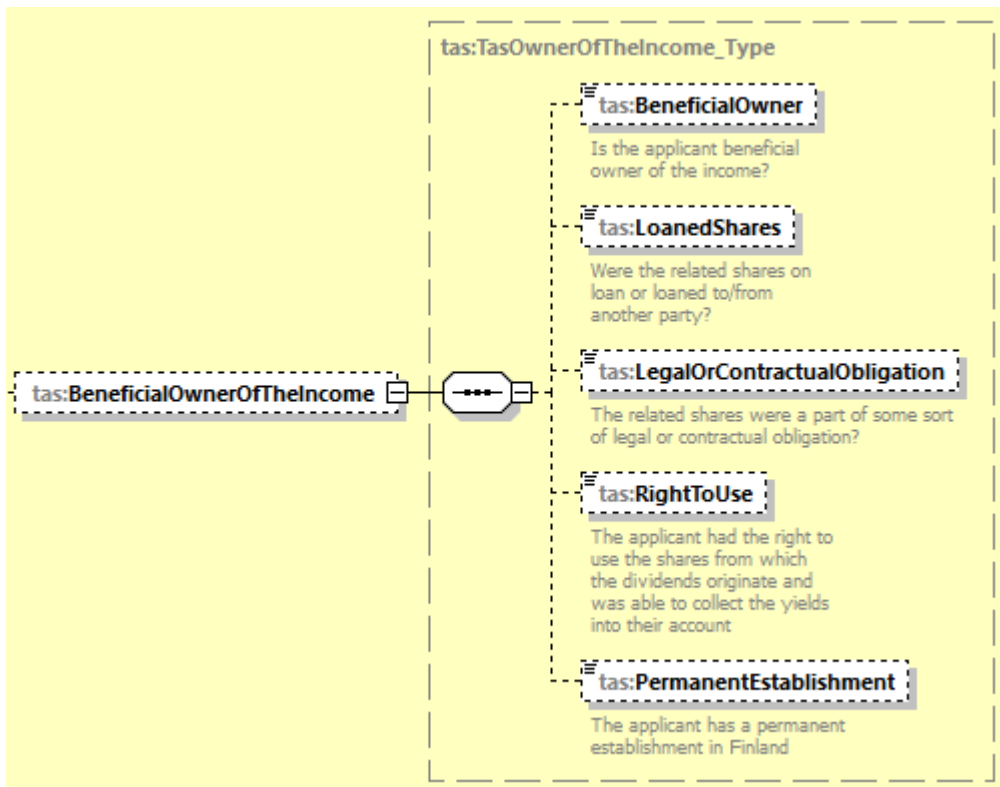 tas:TasOwnerOfTheIncome_Type
tas:BeneficialOwner
Is the applicant beneficial
owner of the income?
tas:LoanedShares
Were the related shares on
loan or loaned to/from
another party?
tas:BeneficialOwnerOfTheIncome
tas:LegalOrContractualObligation
The related shares were a part of some sort
of legal or contractual obligation?
tas:RightToUse
The applicant had the right to
use the shares from which
the dividends originate and
was able to collect the yields
into their account
tas:PermanentEstablishment
The applicant has a permanent
establishment in Finland